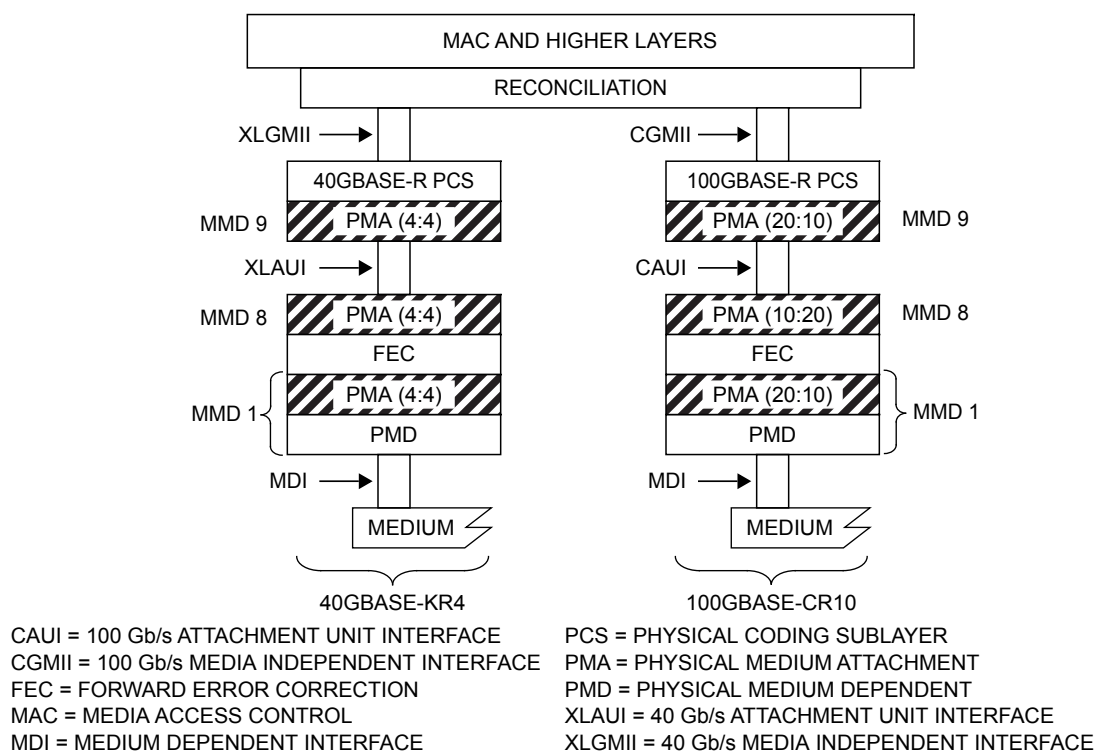 MAC AND HIGHER LAYERS
RECONCILIATION
XLGMII
CGMII
40GBASE-R PCS
100GBASE-R PCS
MMD 9
PMA (4:4)
PMA (20:10)
MMD 9
XLAUI
CAUI
MMD 8
PMA (4:4)
PMA (10:20)
MMD 8
FEC
FEC
MMD 1
PMA (4:4)
PMA (20:10)
MMD 1
PMD
PMD
MDI
MDI
MEDIUM
MEDIUM
40GBASE-KR4
100GBASE-CR10
CAUI = 100 Gb/s ATTACHMENT UNIT INTERFACE
CGMII = 100 Gb/s MEDIA INDEPENDENT INTERFACE
FEC = FORWARD ERROR CORRECTION
MAC = MEDIA ACCESS CONTROL
MDI = MEDIUM DEPENDENT INTERFACE
PCS = PHYSICAL CODING SUBLAYER
PMA = PHYSICAL MEDIUM ATTACHMENT
PMD = PHYSICAL MEDIUM DEPENDENT
XLAUI = 40 Gb/s ATTACHMENT UNIT INTERFACE
XLGMII = 40 Gb/s MEDIA INDEPENDENT INTERFACE